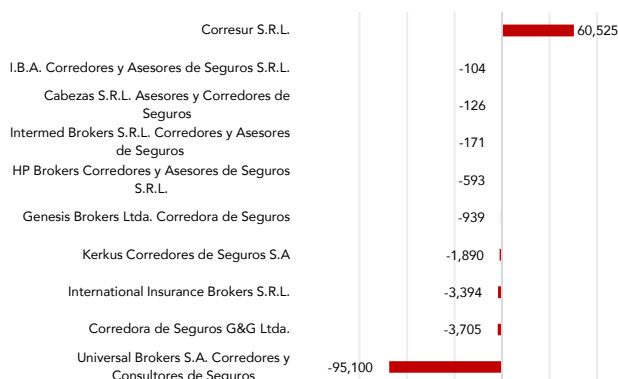 Corresur S.R.L. 60,525
I.B.A. Corredores y Asesores de Seguros S.R.L. -104
Cabezas S.R.L. Asesores y Corredores de
Seguros -126
Intermed Brokers S.R.L. Corredores y Asesores
de Seguros -171
HP Brokers Corredores y Asesores de Seguros
S.R.L. -593
Genesis Brokers Ltda. Corredora de Seguros -939
Kerkus Corredores de Seguros S.A -1,890
International Insurance Brokers S.R.L. -3,394
Corredora de Seguros G&G Ltda. -3,705
Universal Brokers S.A. Corredores y
Consultores de Seguros -95,100